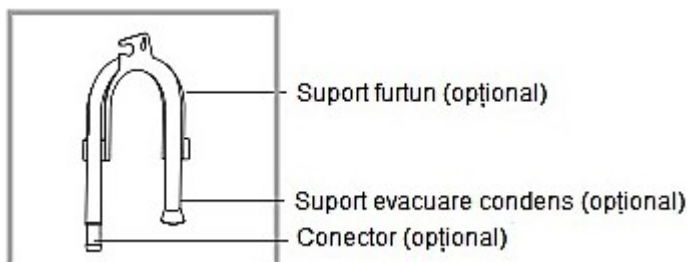 Suport furtun (opțional)
Suport evacuare condens (opțional)
Conector (opțional)